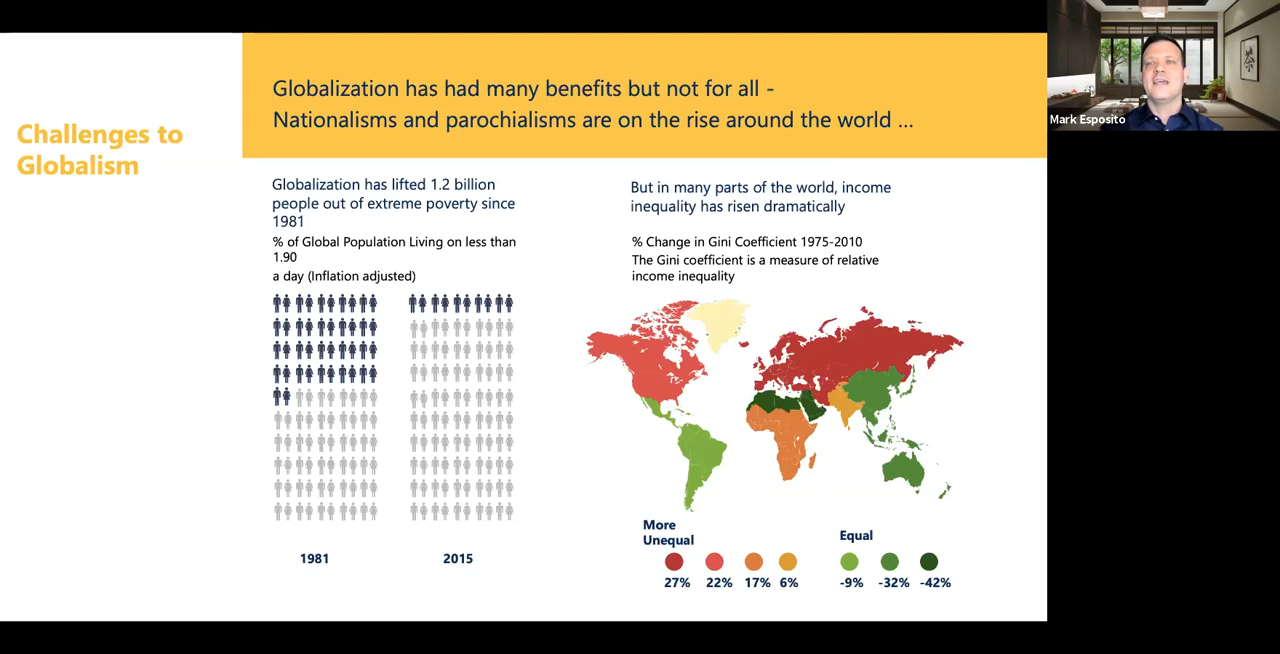 Challenges to
Globalism
Globalization has had many benefits but not for all -
Nationalisms and parochialisms are on the rise around the world ...
Globalization has lifted 1.2 billion
people out of extreme poverty since
1981
% of Global Population Living on less than
1.90
a day (Inflation adjusted)
1981
2015
But in many parts of the world, income
inequality has risen dramatically
% Change in Gini Coefficient 1975-2010
The Gini coefficient is a measure of relative
income inequality
More
Unequal
Equal
27% 22% 17% 6% -9% -32% -42%
Mark Esposito
茶